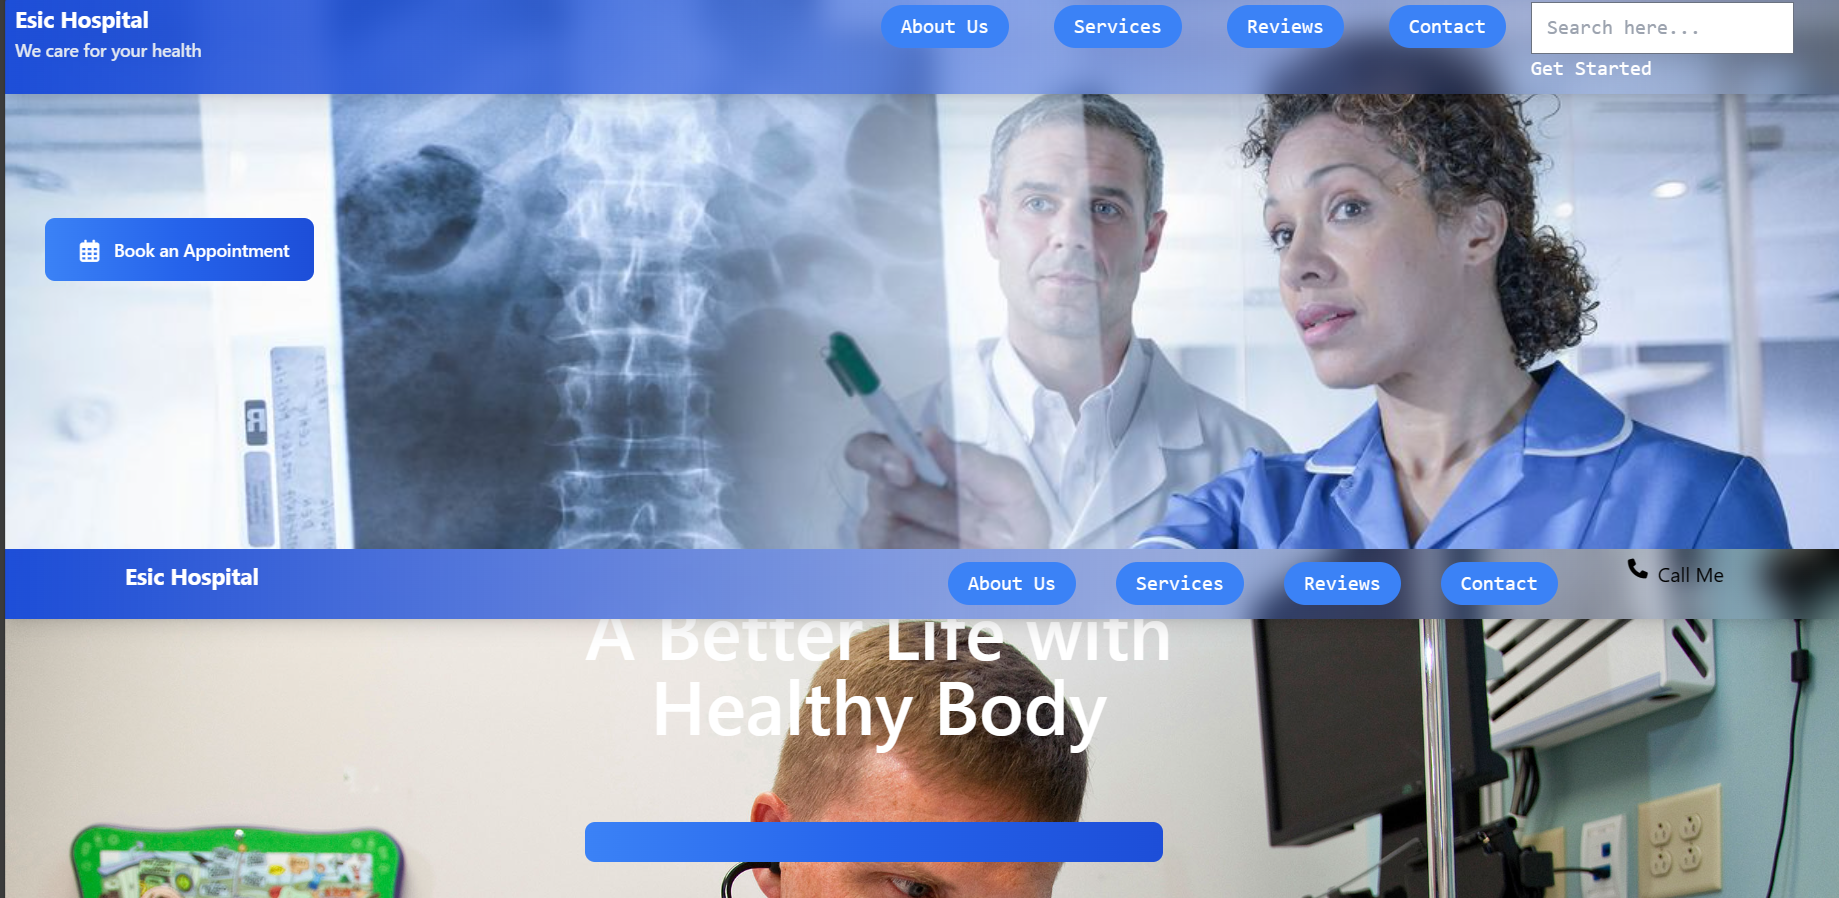 Esic Hospital
We care for your health
About Us
Services
Reviews
Contact
Search here...
Get Started
Book an Appointment
R
Esic Hospital
About Us
Services
Reviews
Contact
Call Me
A Better Life with
Healthy Body